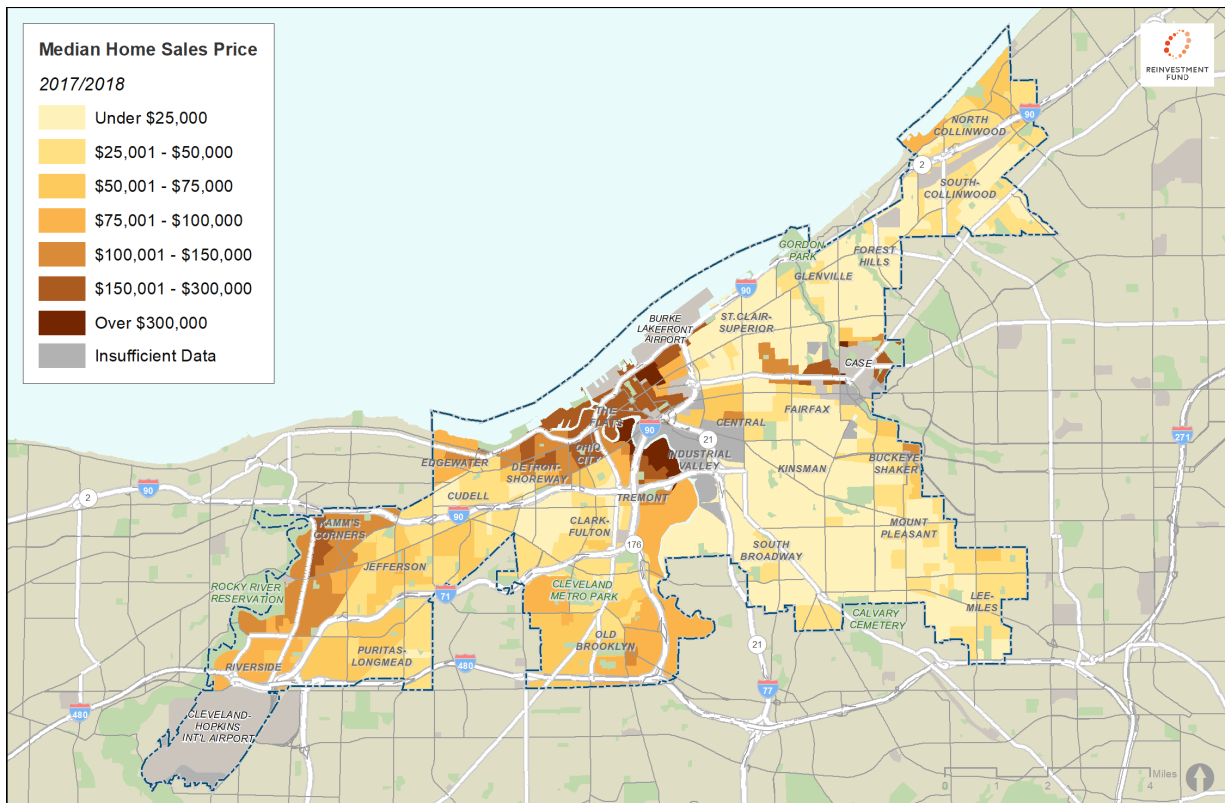 Median Home Sales Price
2017/2018
Under $25,000
$25,001 - $50,000
$50,001 - $75,000
$75,001 - $100,000
$100,001 - $150,000
$150,001 - $300,000
Over $300,000
Insufficient Data
REINVESTMENT
FUND
NORTH
COLLINWOOD
90
2
SOUTH-
COLLINWOOD
GORDON
PARK
FOREST
HILLS
GLENVILLE
90
BURKE
LAKEFRONT
AIRPORT
ST.CLAIR-
SUPERIOR
CASE
THE
FLATS
FAIRFAX
CENTRAL
90
21
271
OHIO
CITY
INDUSTRIAL
VALLEY
EDGEWATER
DETROIT-
SHOREWAY
KINSMAN
BUCKEYE-
SHAKER
CUDELL
TREMONT
90
2
90
KAMM'S
CORNERS
CLARK-
FULTON
MOUNT
PLEASANT
176
SOUTH
BROADWAY
JEFFERSON
ROCKY RIVER
RESERVATION
71
CLEVELAND
METRO PARK
LEE-
MILES
CALVARY
CEMETERY
OLD
BROOKLYN
21
PURITAS-
LONGMEAD
RIVERSIDE
480
77
480
CLEVELAND-
HOPKINS
INT'L AIRPORT
Miles
0 1 2 4